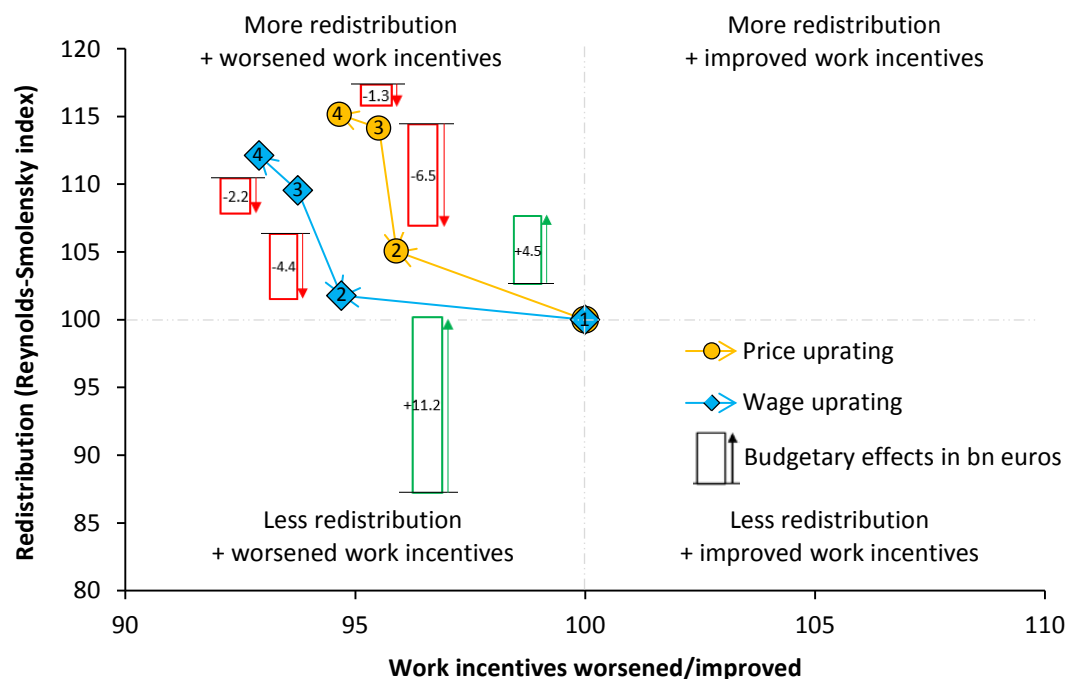 More redistribution
+ worsened work incentives
More redistribution
+ improved work incentives
Redistribution (Reynolds-Smolensky index)
120
115
110
105
100
95
90
85
80
4
3
2
-1.3
-6.5
+4.5
4
3
2
1
-2.2
-4.4
+11.2
Price uprating
Wage uprating
Budgetary effects in bn euros
Less redistribution
+ worsened work incentives
Less redistribution
+ improved work incentives
90
95
100
105
110
Work incentives worsened/improved